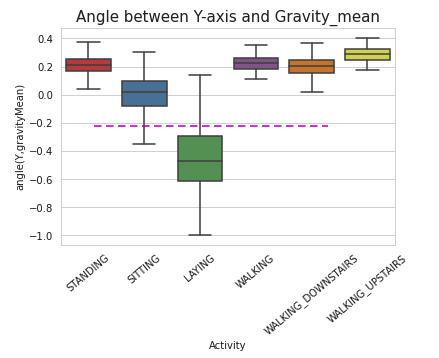 Angle between Y-axis and Gravity_mean
angle(Y,gravityMean)
0.4
0.2
0.0
−0.2
−0.4
−0.6
−0.8
−1.0
STANDING
SITTING
LAYING
WALKING
WALKING_DOWNSTAIRS
WALKING_UPSTAIRS
Activity